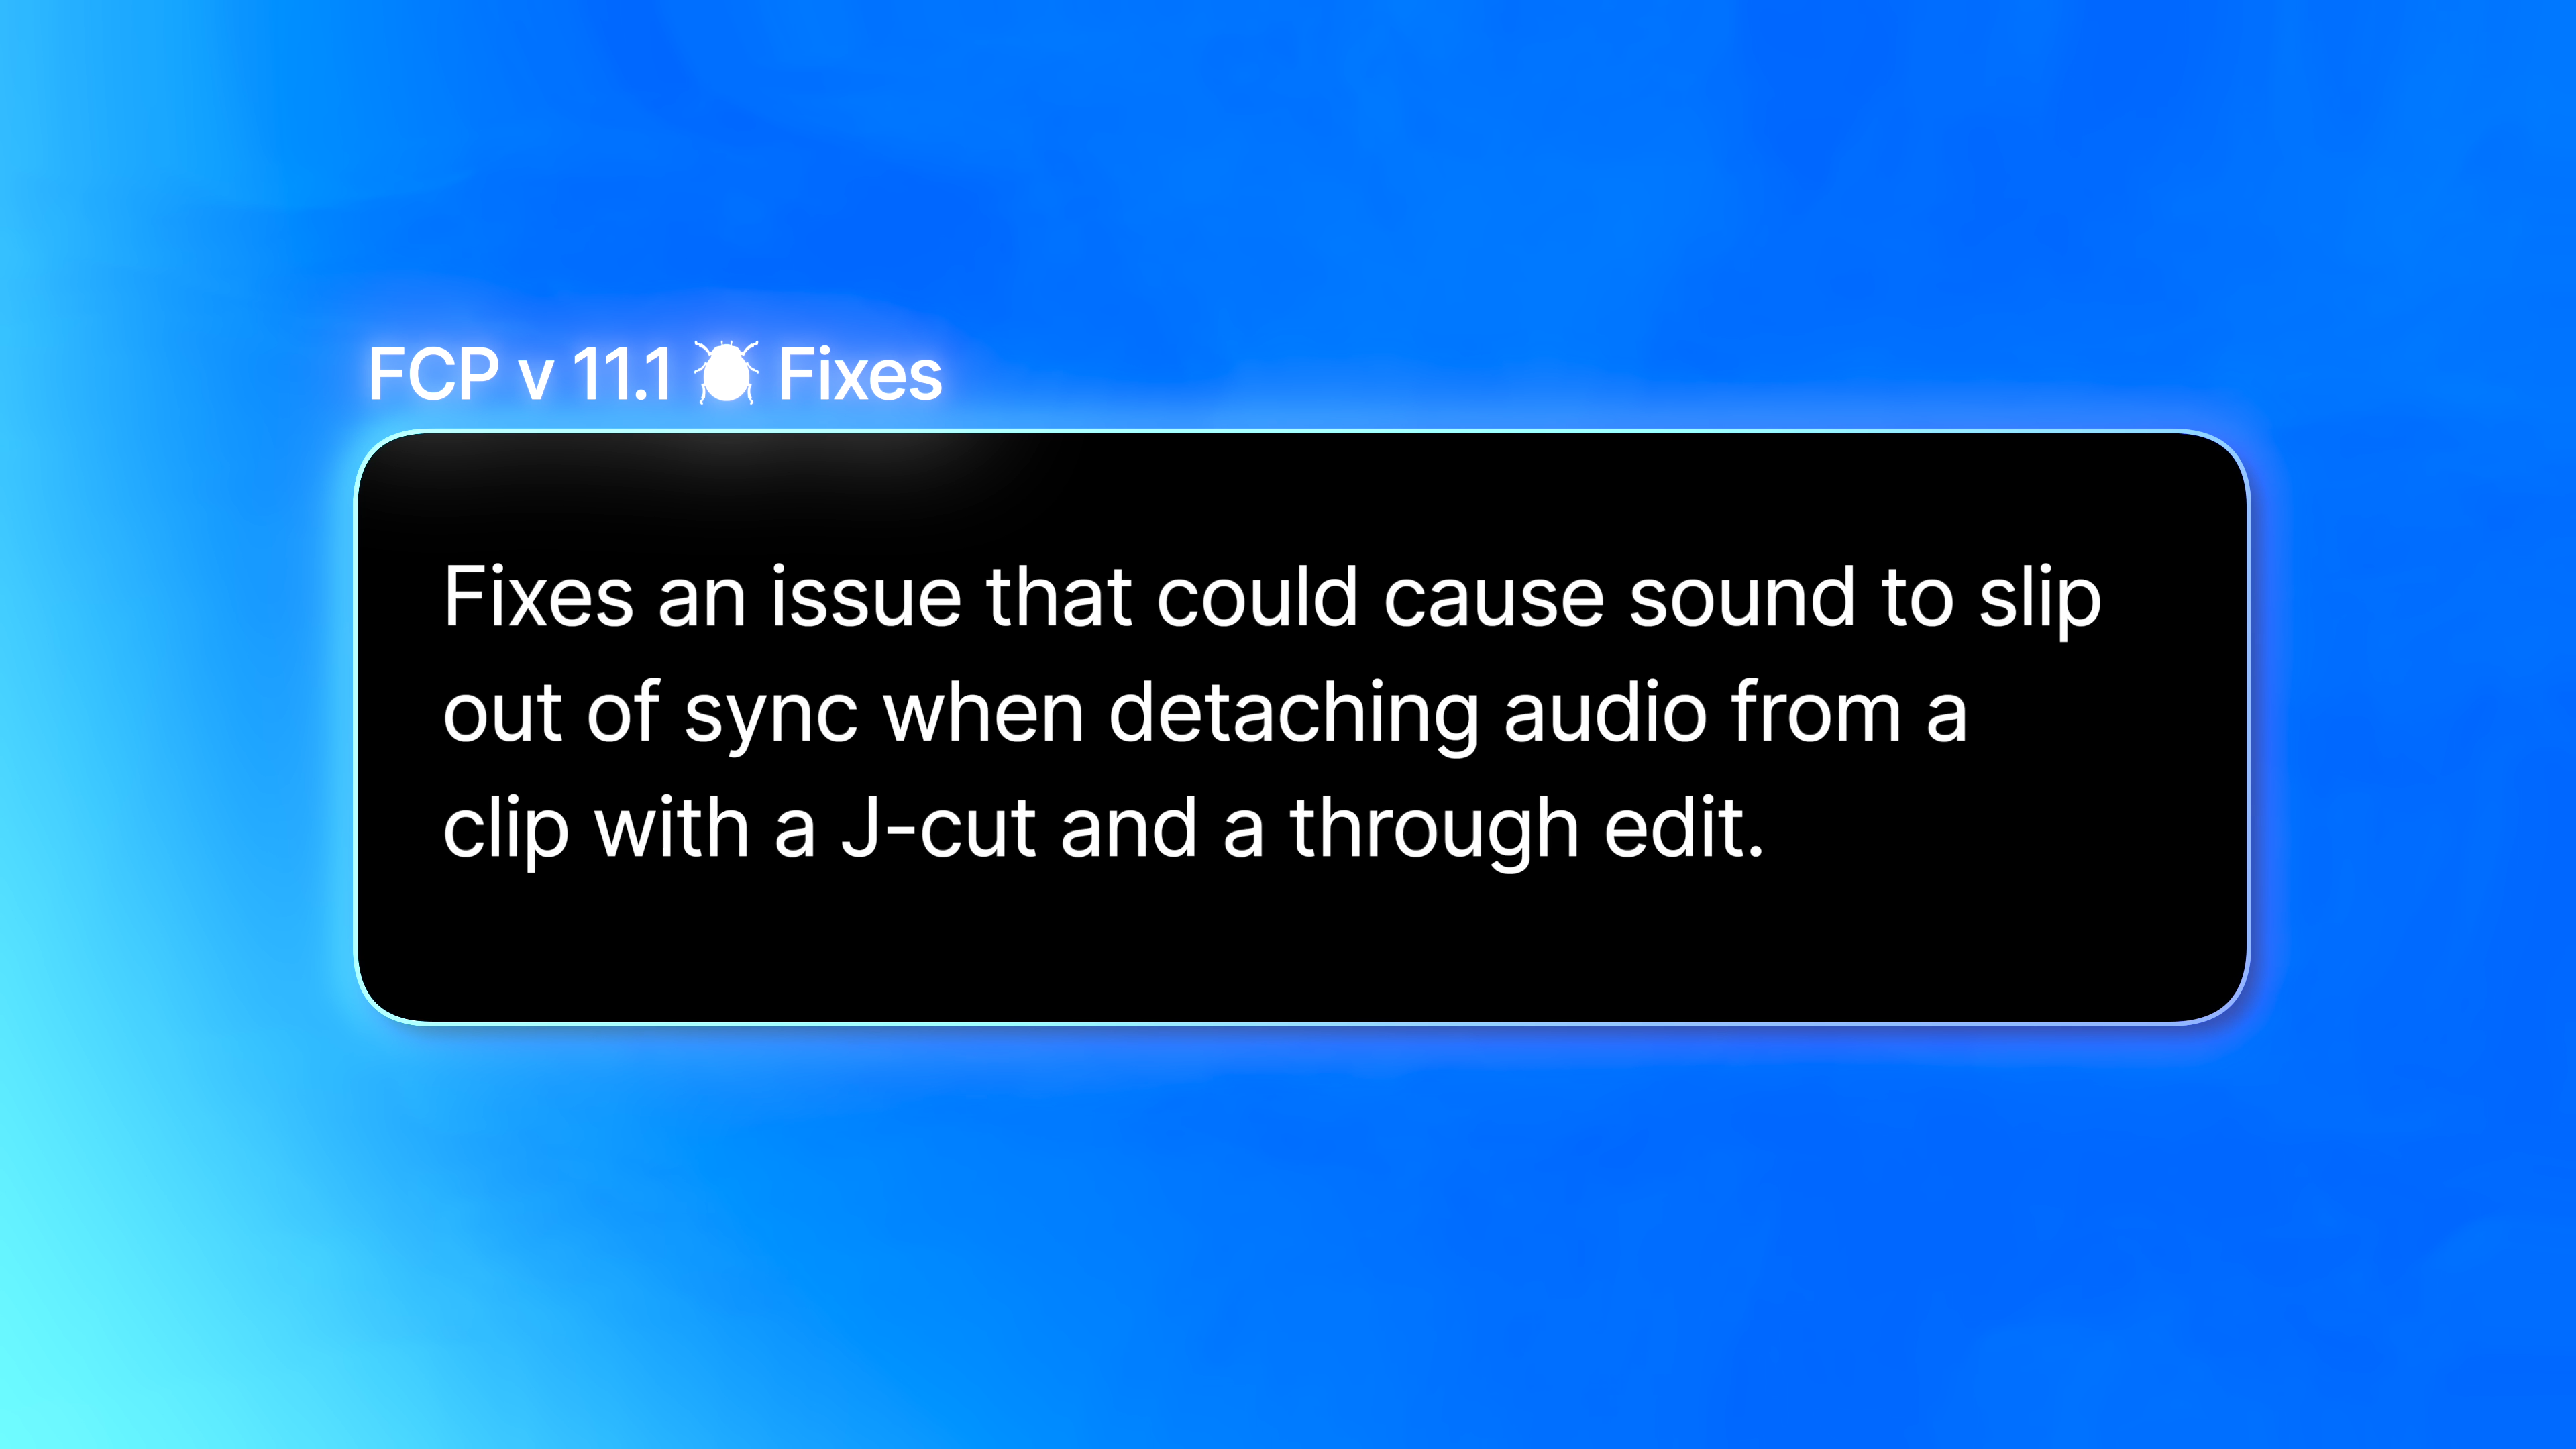 FCP v 11.1 Fixes
Fixes an issue that could cause sound to slip
out of sync when detaching audio from a
clip with a J-cut and a through edit.